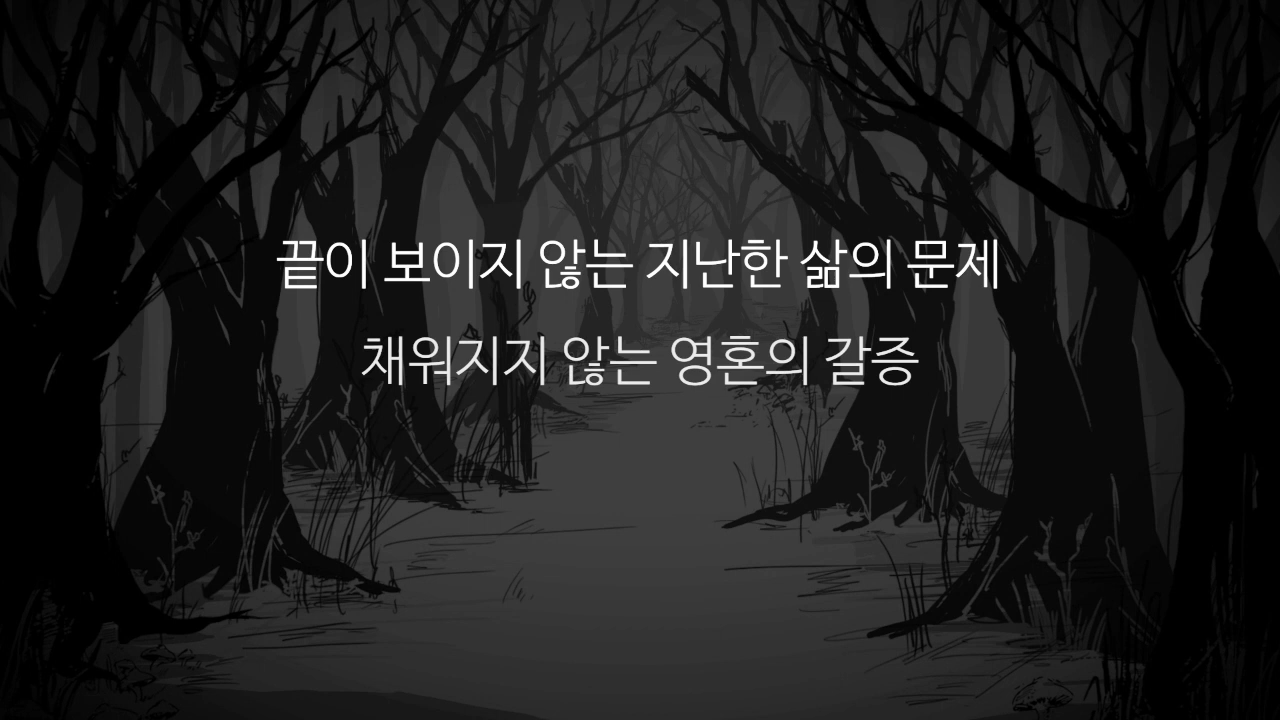 끝이 보이지 않는 지난한 삶의 문제
채워지지 않는 영혼의 갈증